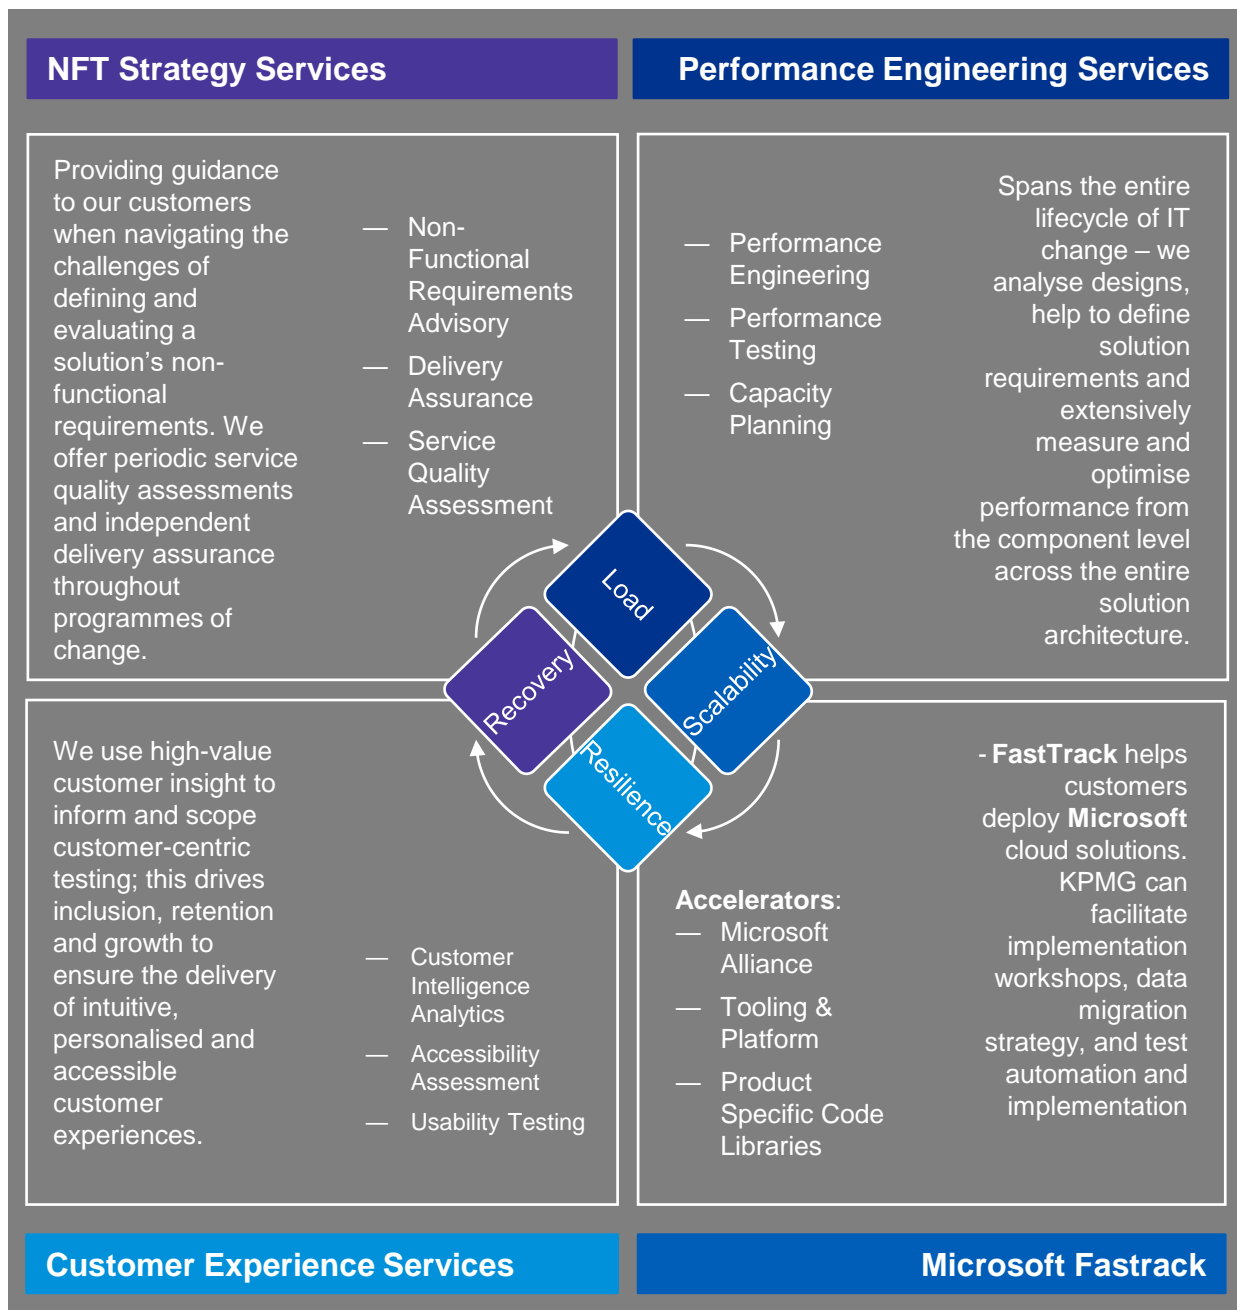 NFT Strategy Services
Performance Engineering Services
Providing guidance
to our customers
when navigating the
challenges of
defining and
evaluating a
solution’s non-
functional
requirements. We
offer periodic service
quality assessments
and independent
delivery assurance
throughout
programmes of
change.
— Non-
Functional
Requirements
Advisory
— Delivery
Assurance
— Service
Quality
Assessment
— Performance
Engineering
— Performance
Testing
— Capacity
Planning
Spans the entire
lifecycle of IT
change – we
analyse designs,
help to define
solution
requirements and
extensively
measure and
optimise
performance from
the component level
across the entire
solution
architecture.
Load
Recovery
Scalability
Resilience
We use high-value
customer insight to
inform and scope
customer-centric
testing; this drives
inclusion, retention
and growth to
ensure the delivery
of intuitive,
personalised and
accessible
customer
experiences.
— Customer
Intelligence
Analytics
— Accessibility
Assessment
— Usability Testing
Accelerators:
— Microsoft
Alliance
— Tooling &
Platform
— Product
Specific Code
Libraries
- FastTrack helps
customers
deploy Microsoft
cloud solutions.
KPMG can
facilitate
implementation
workshops, data
migration
strategy, and test
automation and
implementation
Customer Experience Services
Microsoft Fastrack